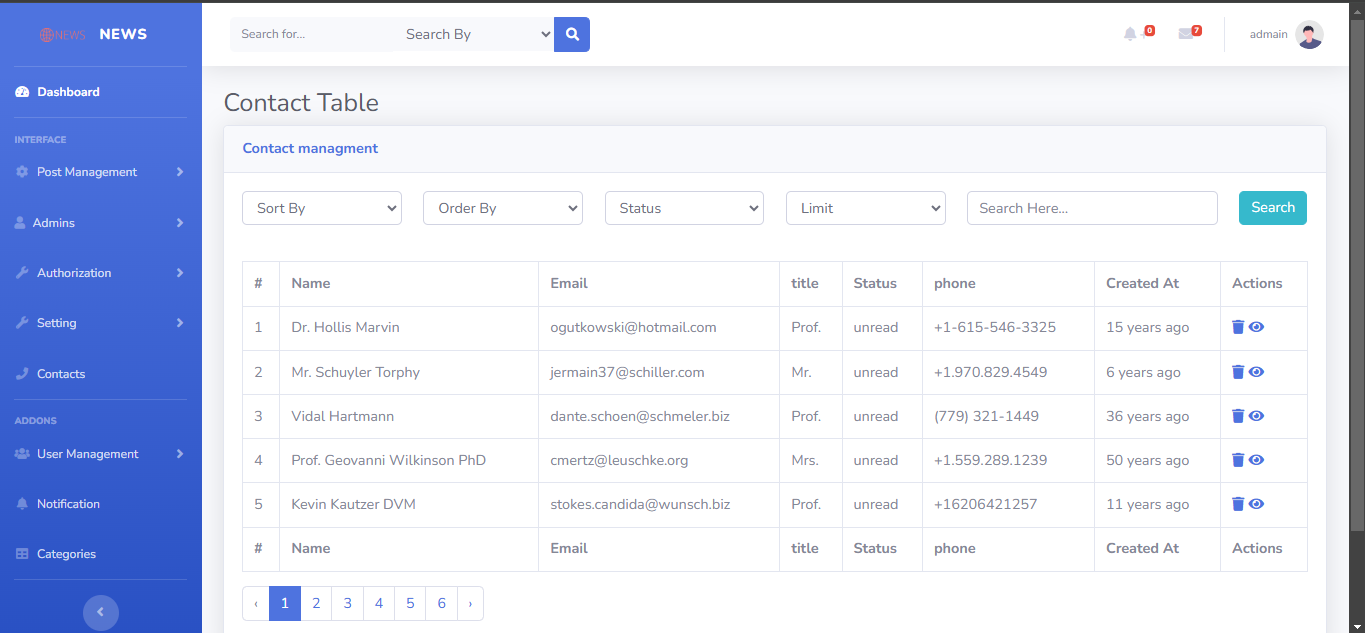 NEWS NEWS
Search for... Search By
0 7 admain
Dashboard
INTERFACE
Post Management
Admins
Authorization
Setting
Contacts
ADDONS
User Management
Notification
Categories
Contact Table
Contact managment
Sort By Order By Status Limit Search Here... Search
# Name Email title Status phone Created At Actions
1 Dr. Hollis Marvin ogutkowski@hotmail.com Prof. unread +1-615-546-3325 15 years ago
2 Mr. Schuyler Torphy jermain37@schiller.com Mr. unread +1.970.829.4549 6 years ago
3 Vidal Hartmann dante.schoen@schmeler.biz Prof. unread (779) 321-1449 36 years ago
4 Prof. Geovanni Wilkinson PhD cmertz@leuschke.org Mrs. unread +1.559.289.1239 50 years ago
5 Kevin Kautzer DVM stokes.candida@wunsch.biz Prof. unread +16206421257 11 years ago
# Name Email title Status phone Created At Actions
‹ 1 2 3 4 5 6 ›